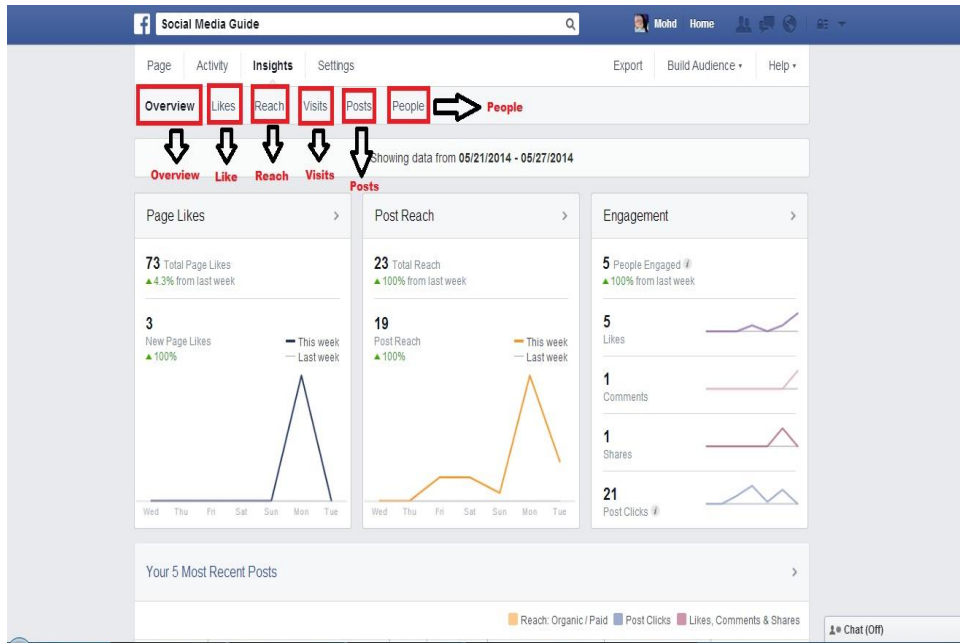 f Social Media Guide Mohd Home
Page Activity Insights Settings Export Build Audience Help
Overview Likes Reach Visits Posts People People
Showing data from 05/21/2014 - 05/27/2014
Overview Like Reach Visits Posts
Page Likes
73 Total Page Likes
4.3% from last week
3
New Page Likes
100%
This week
Last week
Wed Thu Fri Sat Sun Mon Tue
Post Reach
23 Total Reach
100% from last week
19
Post Reach
100%
This week
Last week
Wed Thu Fri Sat Sun Mon Tue
Engagement
5 People Engaged i
100% from last week
5
Likes
1
Comments
1
Shares
21
Post Clicks i
Your 5 Most Recent Posts
Reach: Organic / Paid Post Clicks Likes, Comments & Shares
Chat (Off)